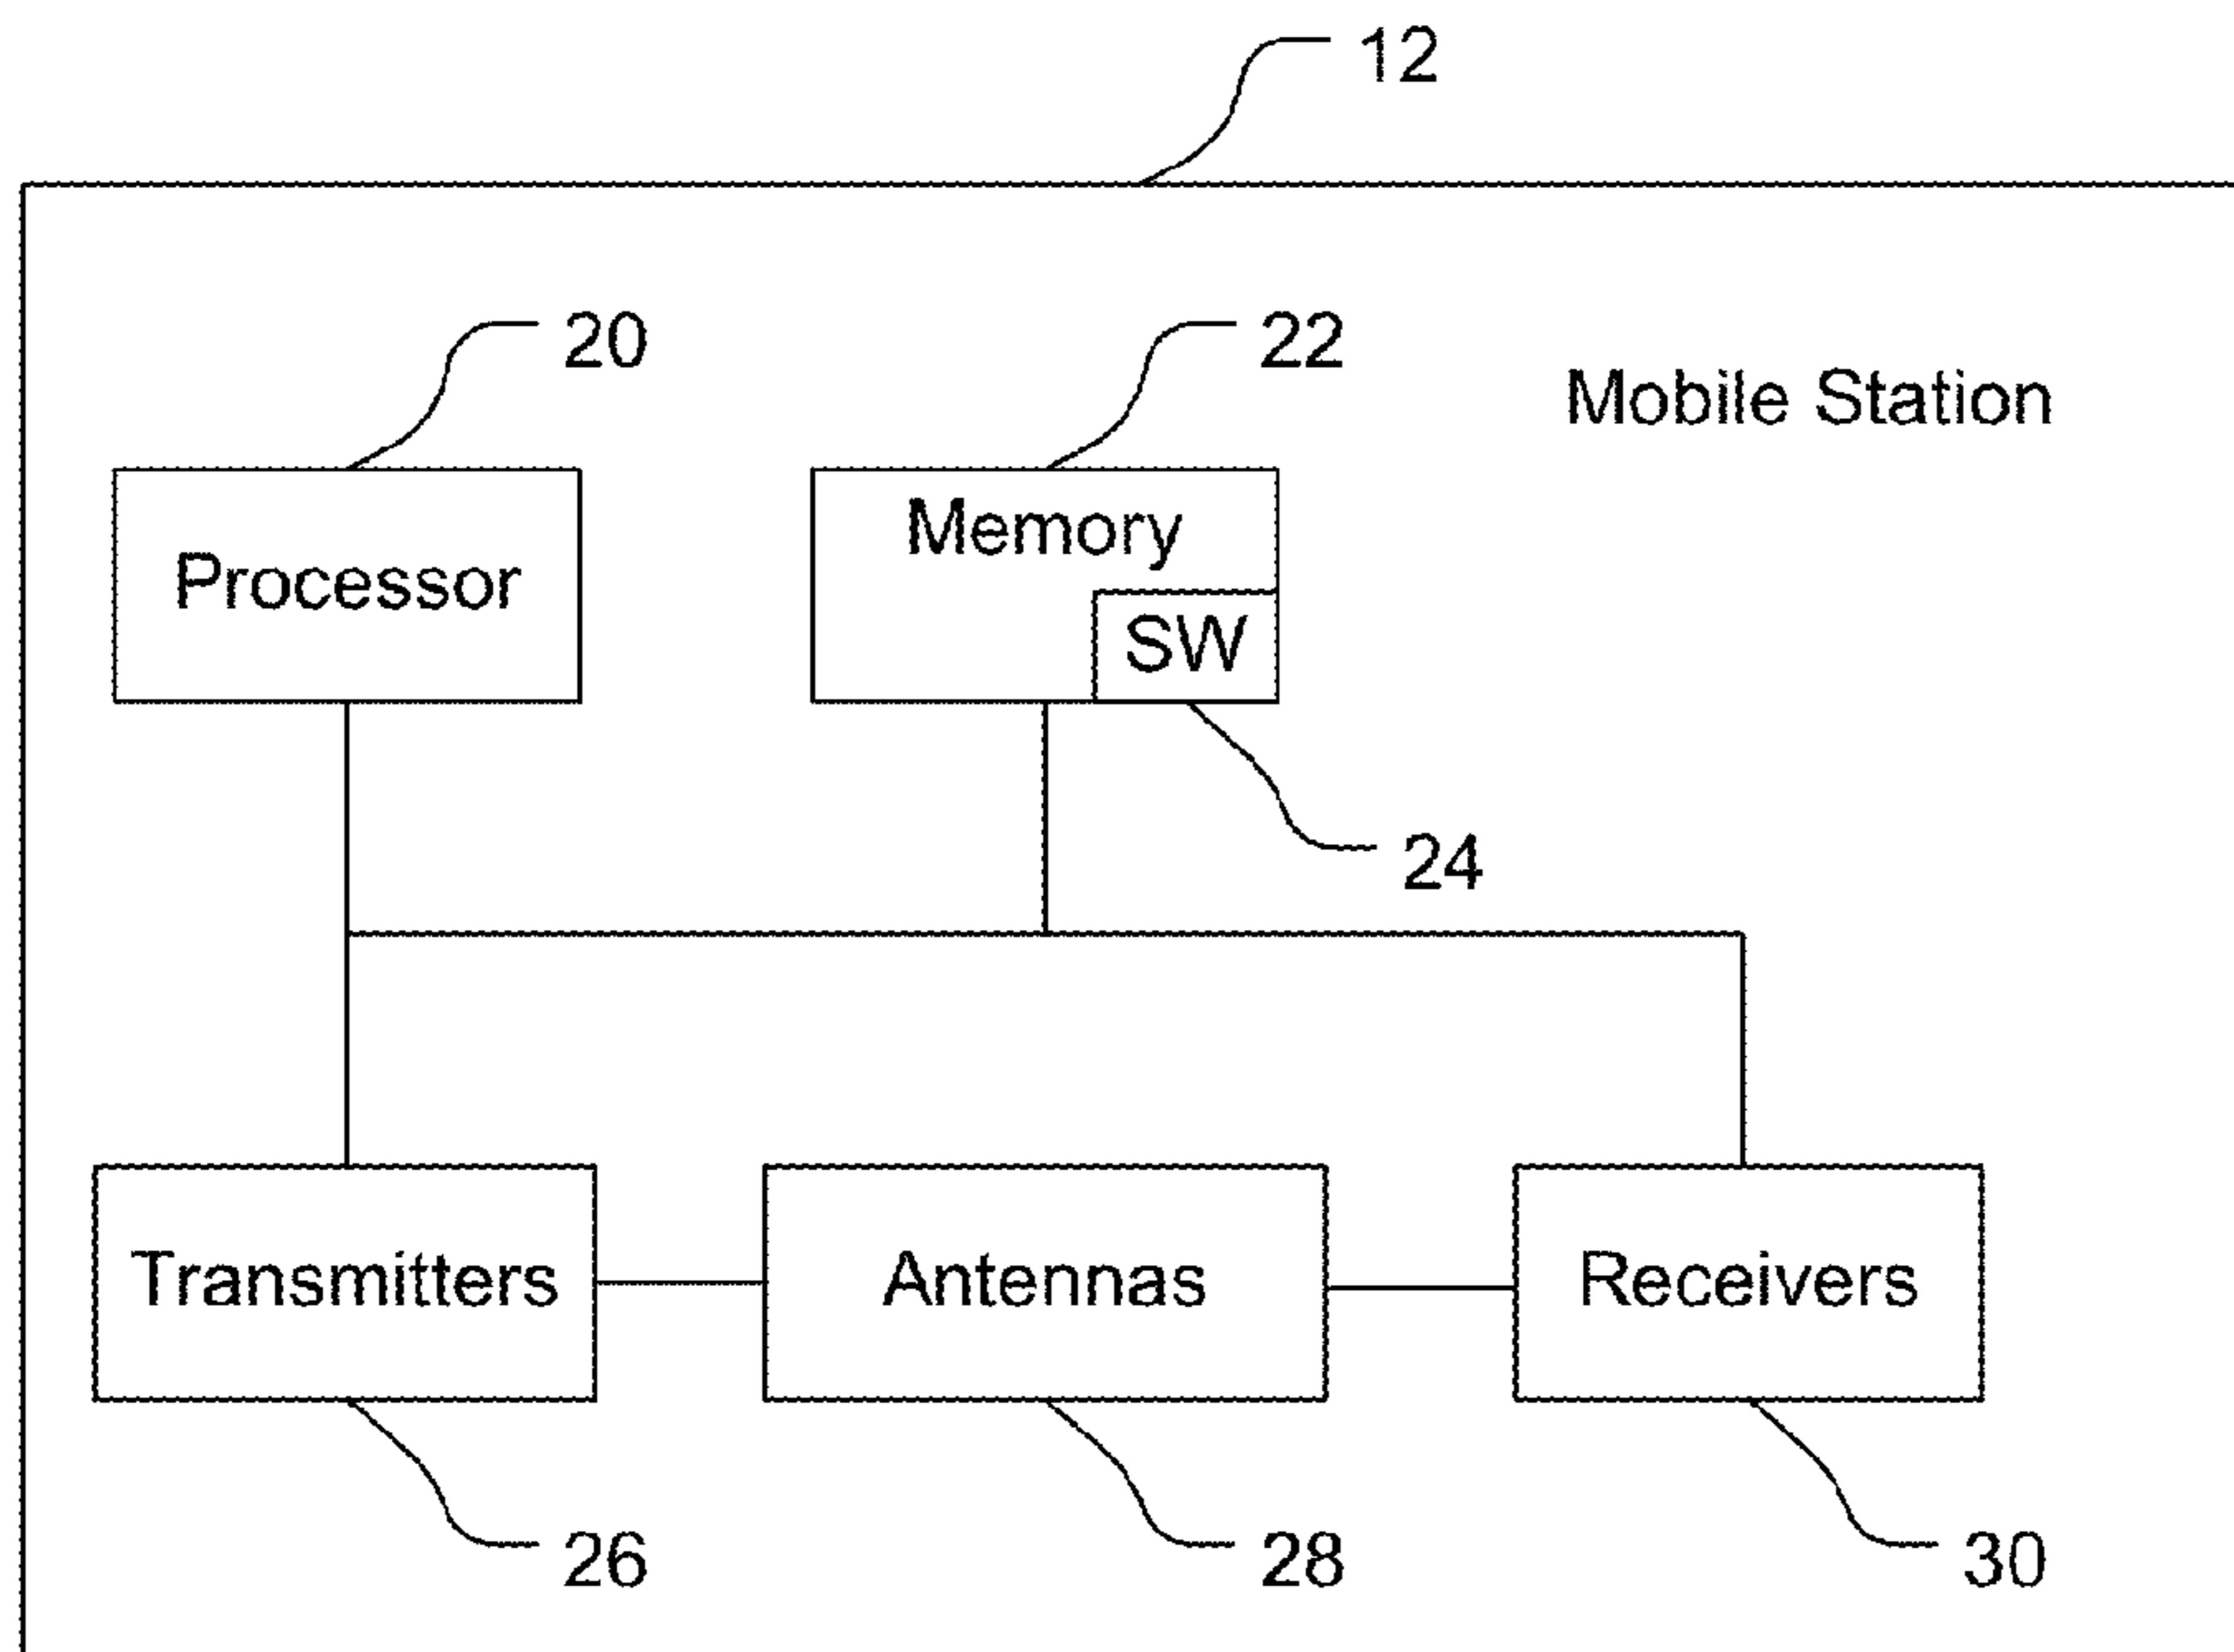 12
20
22
Mobile Station
Processor
Memory
SW
24
Transmitters
Antennas
Receivers
26
28
30